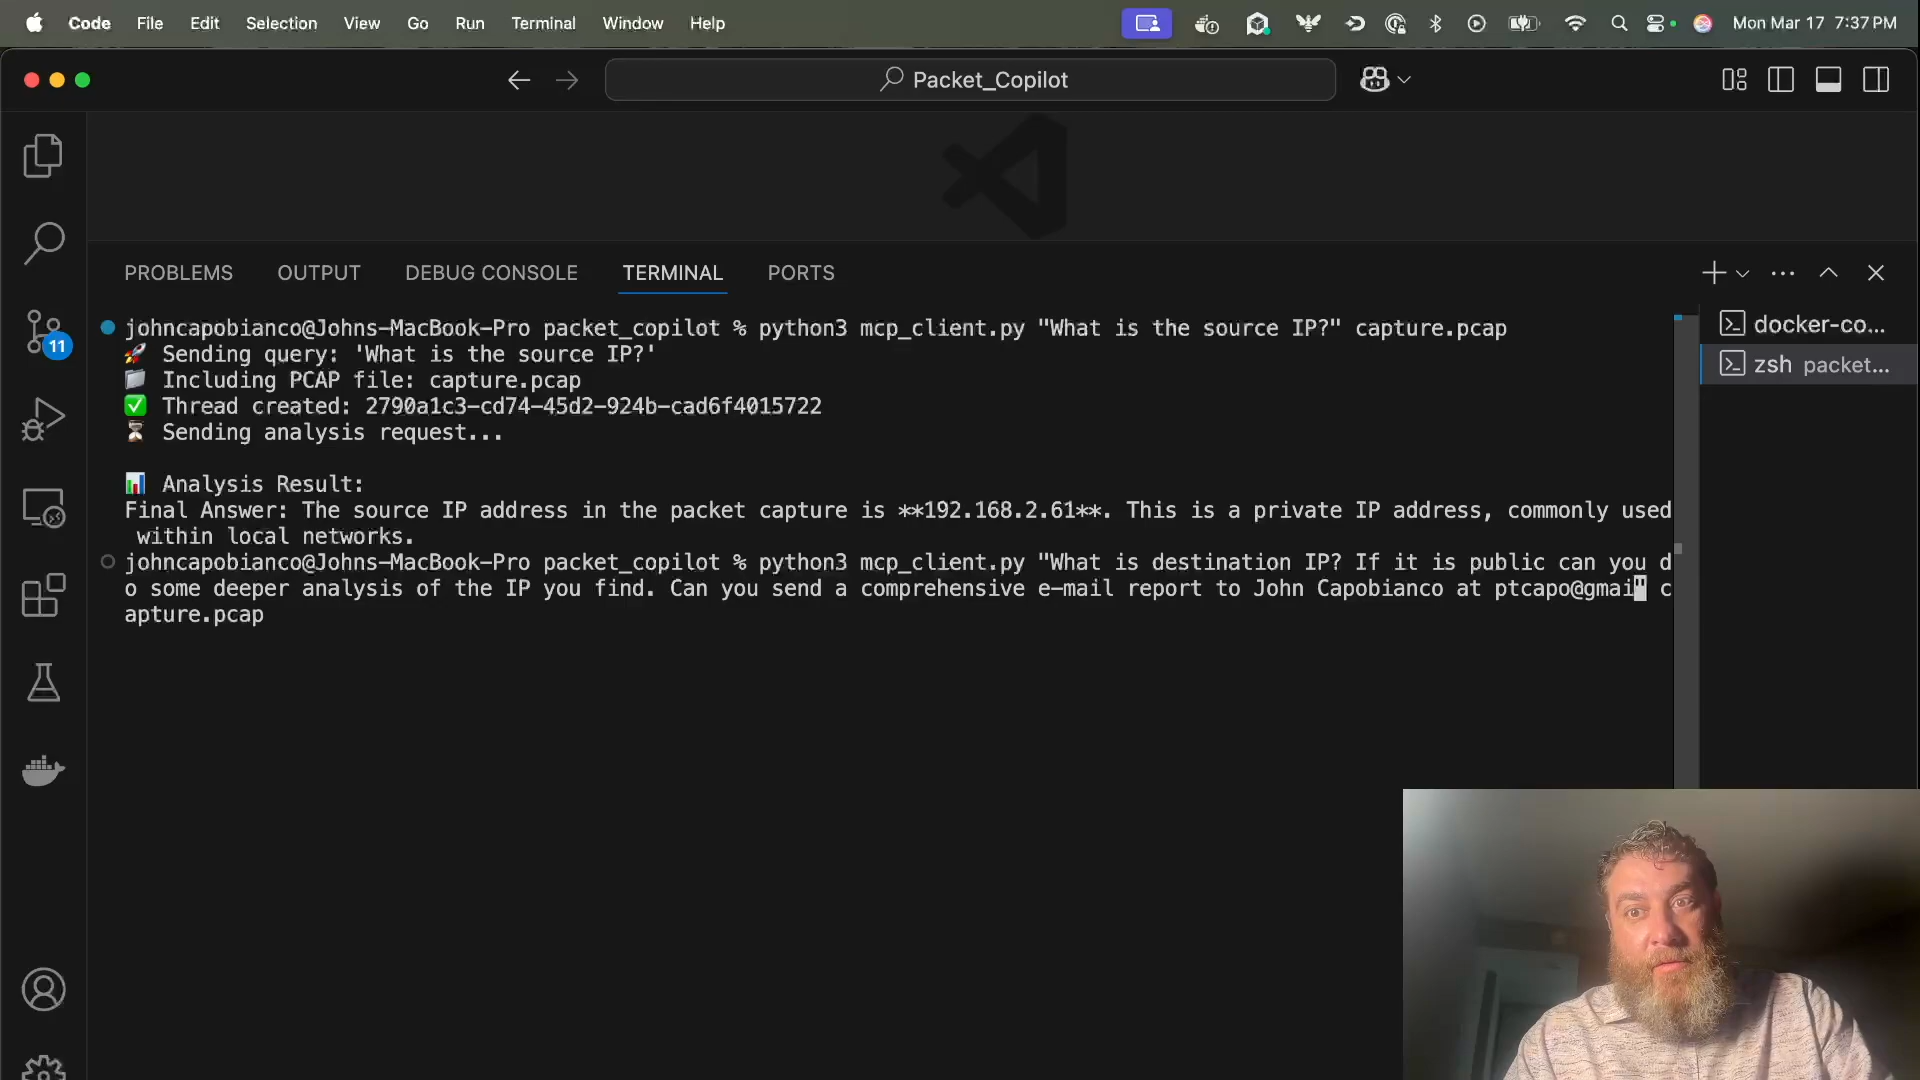 Code File Edit Selection View Go Run Terminal Window Help Mon Mar 17 7:37 PM
Packet_Copilot
PROBLEMS OUTPUT DEBUG CONSOLE TERMINAL PORTS
johncapobianco@Johns-MacBook-Pro packet_copilot % python3 mcp_client.py "What is the source IP?" capture.pcap
🚀 Sending query: 'What is the source IP?'
📁 Including PCAP file: capture.pcap
✅ Thread created: 2790a1c3-cd74-45d2-924b-cad6f4015722
⏳ Sending analysis request...
📊 Analysis Result:
Final Answer: The source IP address in the packet capture is **192.168.2.61**. This is a private IP address, commonly used
within local networks.
johncapobianco@Johns-MacBook-Pro packet_copilot % python3 mcp_client.py "What is destination IP? If it is public can you d
o some deeper analysis of the IP you find. Can you send a comprehensive e-mail report to John Capobianco at ptcapo@gmai" c
apture.pcap
docker-co...
zsh packet...
11